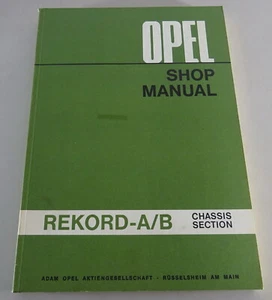 OPEL
SHOP
MANUAL
REKORD-A/B CHASSIS
SECTION
ADAM OPEL AKTIENGESELLSCHAFT - RÜSSELSHEIM AM MAIN